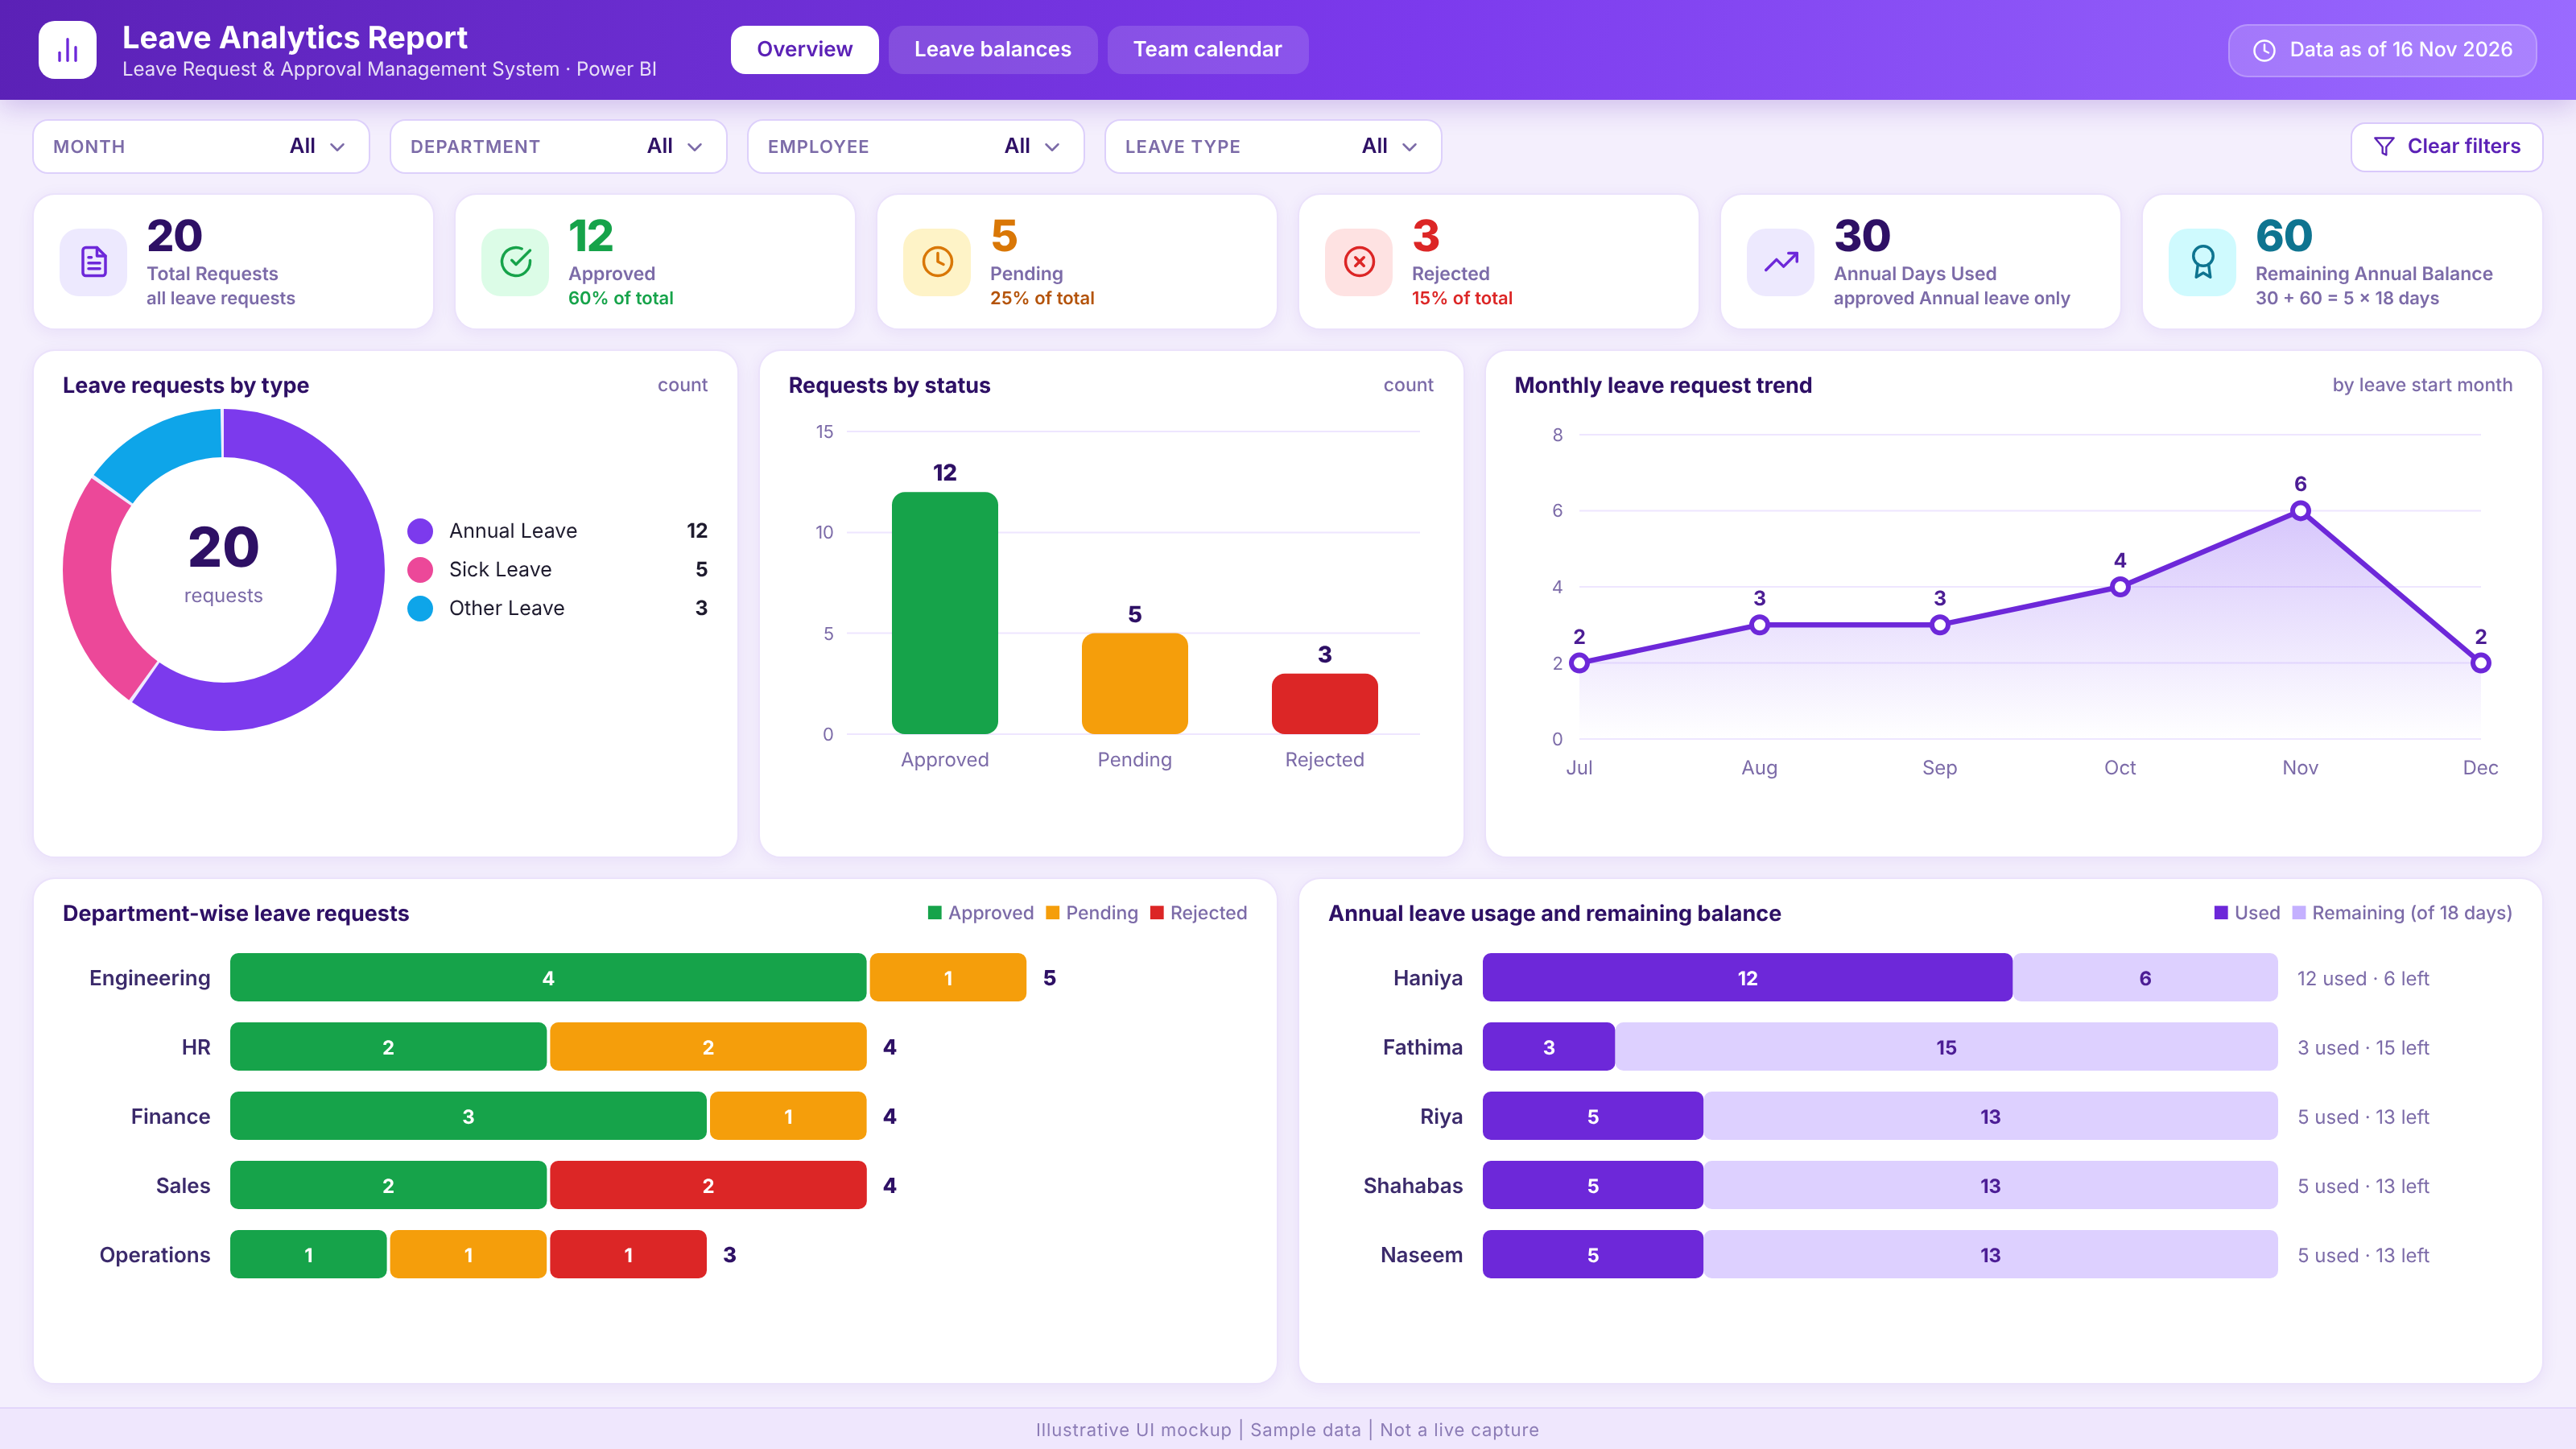 Leave Analytics Report
Leave Request & Approval Management System · Power BI
Overview
Leave balances
Team calendar
Data as of 16 Nov 2026
MONTH All
DEPARTMENT All
EMPLOYEE All
LEAVE TYPE All
Clear filters
20
Total Requests
all leave requests
12
Approved
60% of total
5
Pending
25% of total
3
Rejected
15% of total
30
Annual Days Used
approved Annual leave only
60
Remaining Annual Balance
30 + 60 = 5 × 18 days
Leave requests by type count
20
requests
Annual Leave 12
Sick Leave 5
Other Leave 3
Requests by status count
15
10
5
0
12
5
3
Approved
Pending
Rejected
Monthly leave request trend by leave start month
8
6
4
2
0
2
3
3
4
6
2
Jul
Aug
Sep
Oct
Nov
Dec
Department-wise leave requests
Approved Pending Rejected
Engineering 4 1 5
HR 2 2 4
Finance 3 1 4
Sales 2 2 4
Operations 1 1 1 3
Annual leave usage and remaining balance
Used Remaining (of 18 days)
Haniya 12 6 12 used · 6 left
Fathima 3 15 3 used · 15 left
Riya 5 13 5 used · 13 left
Shahabas 5 13 5 used · 13 left
Naseem 5 13 5 used · 13 left
Illustrative UI mockup | Sample data | Not a live capture